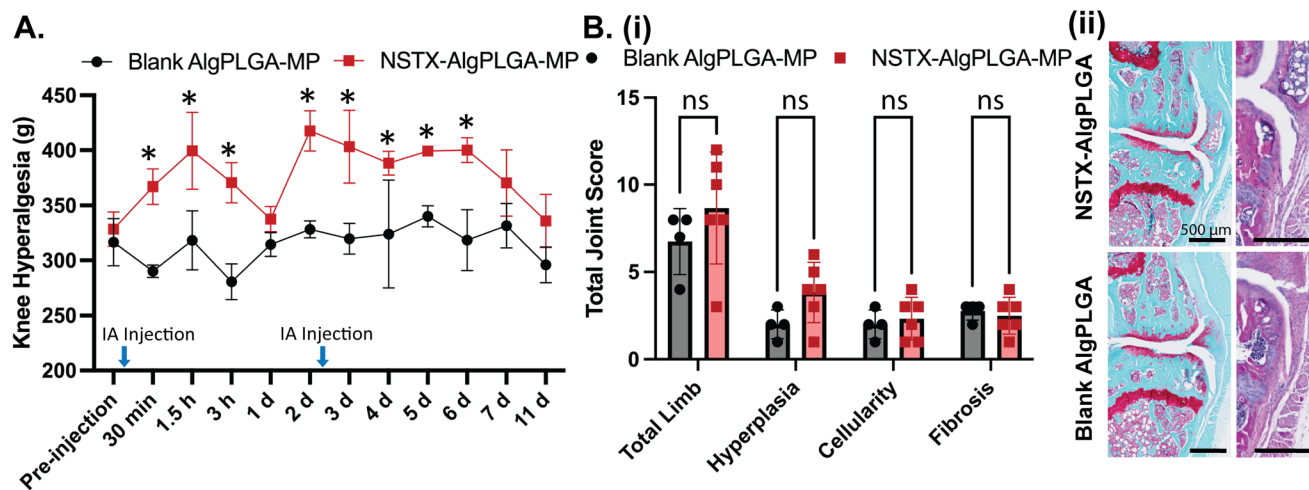 A.
Blank AlgPLGA-MP NSTX-AlgPLGA-MP
Knee Hyperalgesia (g)
450
400
350
300
250
200
* * * * * * * *
IA Injection IA Injection
Pre-injection 30 min 1.5 h 3 h 1 d 2 d 3 d 4 d 5 d 6 d 7 d 11 d
B. (i)
Blank AlgPLGA-MP NSTX-AlgPLGA-MP
Total Joint Score
15
10
5
0
ns ns ns ns
Total Limb Hyperplasia Cellularity Fibrosis
(ii)
NSTX-AlgPLGA
500 µm
Blank AlgPLGA